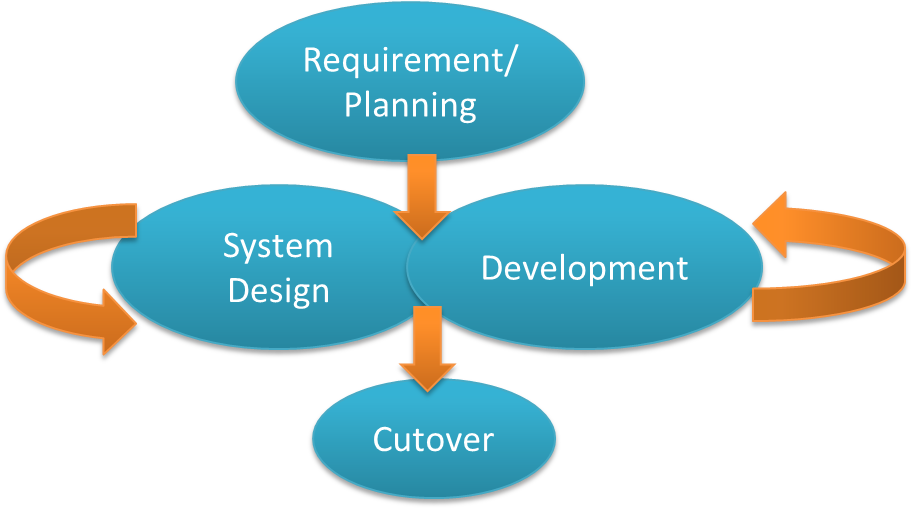 Requirement/
Planning
System
Design
Development
Cutover